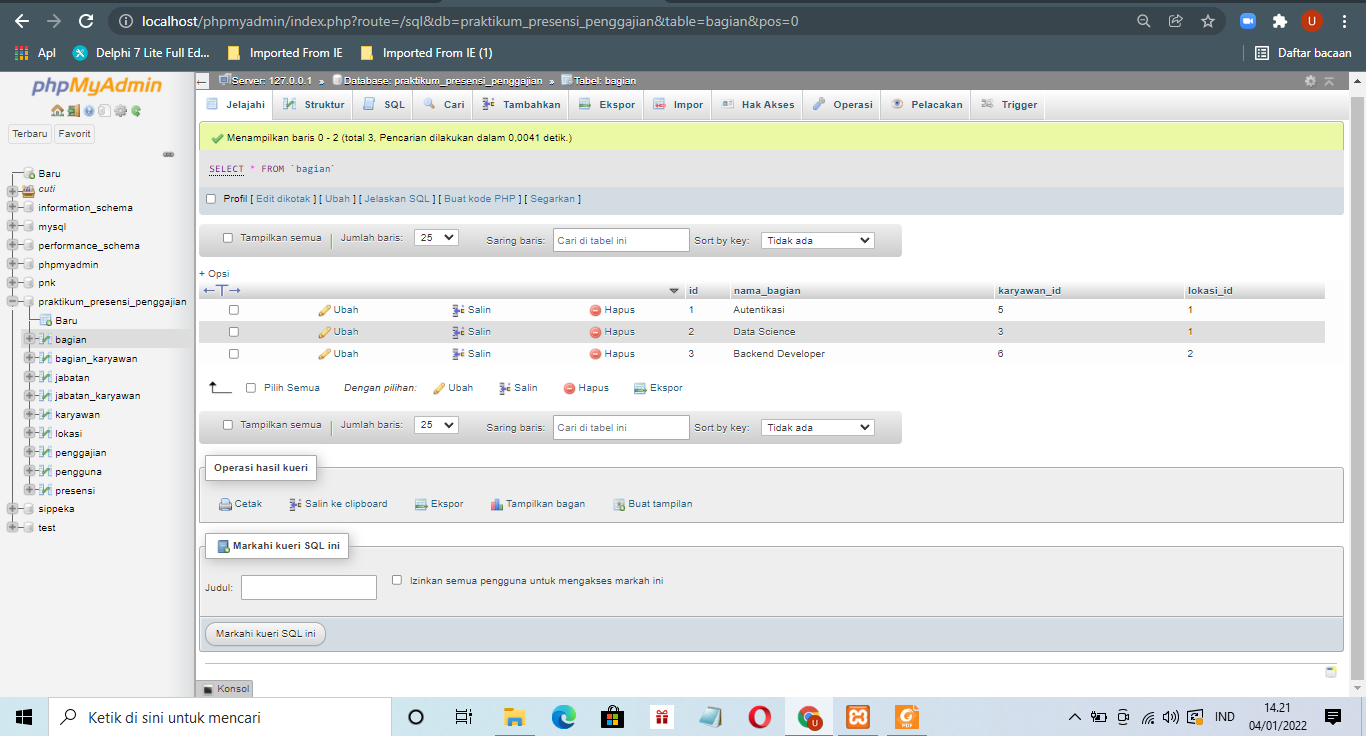 localhost/phpmyadmin/index.php?route=/sql&db=praktikum_presensi_penggajian&table=bagian&pos=0
U
Apl
Delphi 7 Lite Full Ed...
Imported From IE
Imported From IE (1)
Daftar bacaan
phpMyAdmin
Terbaru
Favorit
Baru
cuti
information_schema
mysql
performance_schema
phpmyadmin
pnk
praktikum_presensi_penggajian
Baru
bagian
bagian_karyawan
jabatan
jabatan_karyawan
karyawan
lokasi
penggajian
pengguna
presensi
sippeka
test
Server: 127.0.0.1 » Database: praktikum_presensi_penggajian » Tabel: bagian
Jelajahi Struktur SQL Cari Tambahkan Ekspor Impor Hak Akses Operasi Pelacakan Trigger
Menampilkan baris 0 - 2 (total 3, Pencarian dilakukan dalam 0,0041 detik.)
SELECT * FROM `bagian`
Profil [ Edit dikotak ] [ Ubah ] [ Jelaskan SQL ] [ Buat kode PHP ] [ Segarkan ]
Tampilkan semua | Jumlah baris: 25 Saring baris: Cari di tabel ini Sort by key: Tidak ada
+ Opsi
←T→ id nama_bagian karyawan_id lokasi_id
Ubah Salin Hapus 1 Autentikasi 5 1
Ubah Salin Hapus 2 Data Science 3 1
Ubah Salin Hapus 3 Backend Developer 6 2
Pilih Semua Dengan pilihan: Ubah Salin Hapus Ekspor
Tampilkan semua | Jumlah baris: 25 Saring baris: Cari di tabel ini Sort by key: Tidak ada
Operasi hasil kueri
Cetak Salin ke clipboard Ekspor Tampilkan bagan Buat tampilan
Markahi kueri SQL ini
Judul: Izinkan semua pengguna untuk mengakses markah ini
Markahi kueri SQL ini
Konsol
Ketik di sini untuk mencari
U
PDF
IND
14.21
04/01/2022